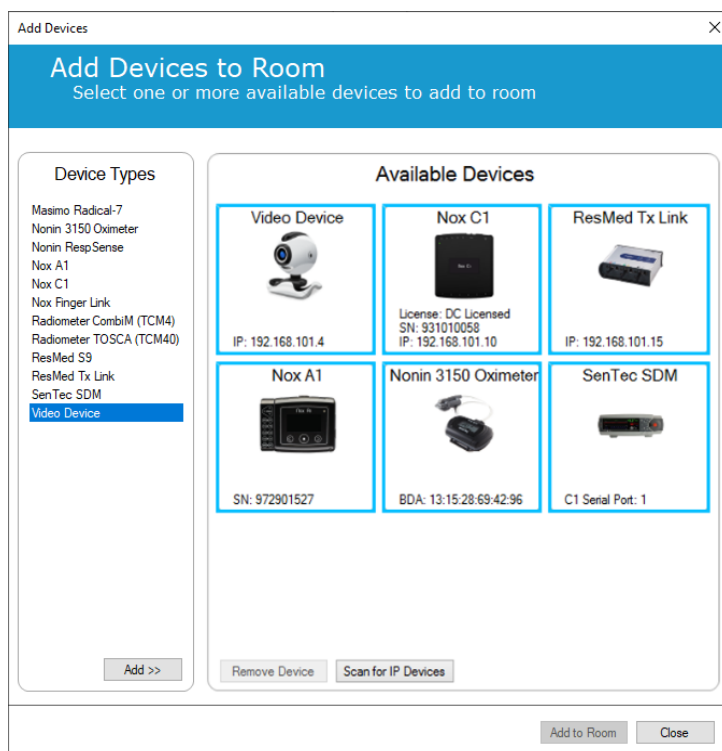 Add Devices
Add Devices to Room
Select one or more available devices to add to room
Device Types
Masimo Radical-7
Nonin 3150 Oximeter
Nonin RespSense
Nox A1
Nox C1
Nox Finger Link
Radiometer CombiM (TCM4)
Radiometer TOSCA (TCM40)
ResMed S9
ResMed Tx Link
SenTec SDM
Video Device
Add >>
Available Devices
Video Device
IP: 192.168.101.4
Nox C1
License: DC Licensed
SN: 931010058
IP: 192.168.101.10
ResMed Tx Link
IP: 192.168.101.15
Nox A1
SN: 972901527
Nonin 3150 Oximeter
BDA: 13:15:28:69:42:96
SenTec SDM
C1 Serial Port: 1
Remove Device
Scan for IP Devices
Add to Room
Close